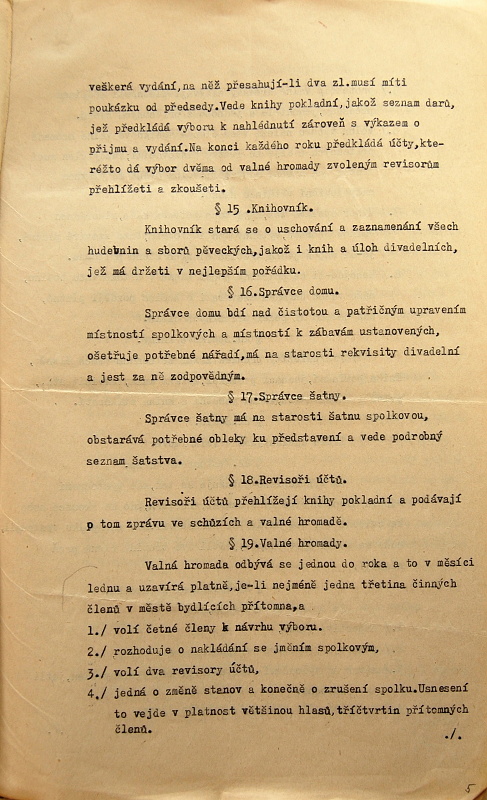 veškerá vydání,na něž přesahují-li dva zl.musí míti
poukázku od předsedy.Vede knihy pokladní,jakož seznam darů,
jež předkládá výboru k nahlédnutí zároveň s výkazem o
příjmu a vydání.Na konci každého roku předkládá účty,kte-
réžto dá výbor dvěma od valné hromady zvoleným revisorům
přehlížeti a zkoušeti.
§ 15 .Knihovník.
Knihovník stará se o uschování a zaznamenání všech
hudebnin a sborů pěveckých,jakož i knih a úloh divadelních,
jež má držeti v nejlepším pořádku.
§ 16.Správce domu.
Správce domu bdí nad čistotou a patřičným upravením
místností spolkových a místností k zábavám ustanovených,
ošetřuje potřebné nářadí,má na starosti rekvisity divadelní
a jest za ně zodpovědným.
§ 17.Správce šatny.
Správce šatny má na starosti šatnu spolkovou,
obstarává potřebné obleky ku představení a vede podrobný
seznam šatstva.
§ 18.Revisoři účtů.
Revisoři účtů přehlížejí knihy pokladní a podávají
o tom zprávu ve schůzích a valné hromadě.
§ 19.Valné hromady.
Valná hromada odbývá se jednou do roka a to v měsíci
lednu a uzavírá platně,je-li nejméně jedna třetina činných
členů v městě bydlících přítomna,a
1./ volí četné členy k návrhu výboru.
2./ rozhoduje o nakládání se jměním spolkovým,
3./ volí dva revisory účtů,
4./ jedná o změně stanov a konečně o zrušení spolku.Usnesení
to vejde v platnost většinou hlasů,tříčtvrtin přítomných
členů.
./.
5